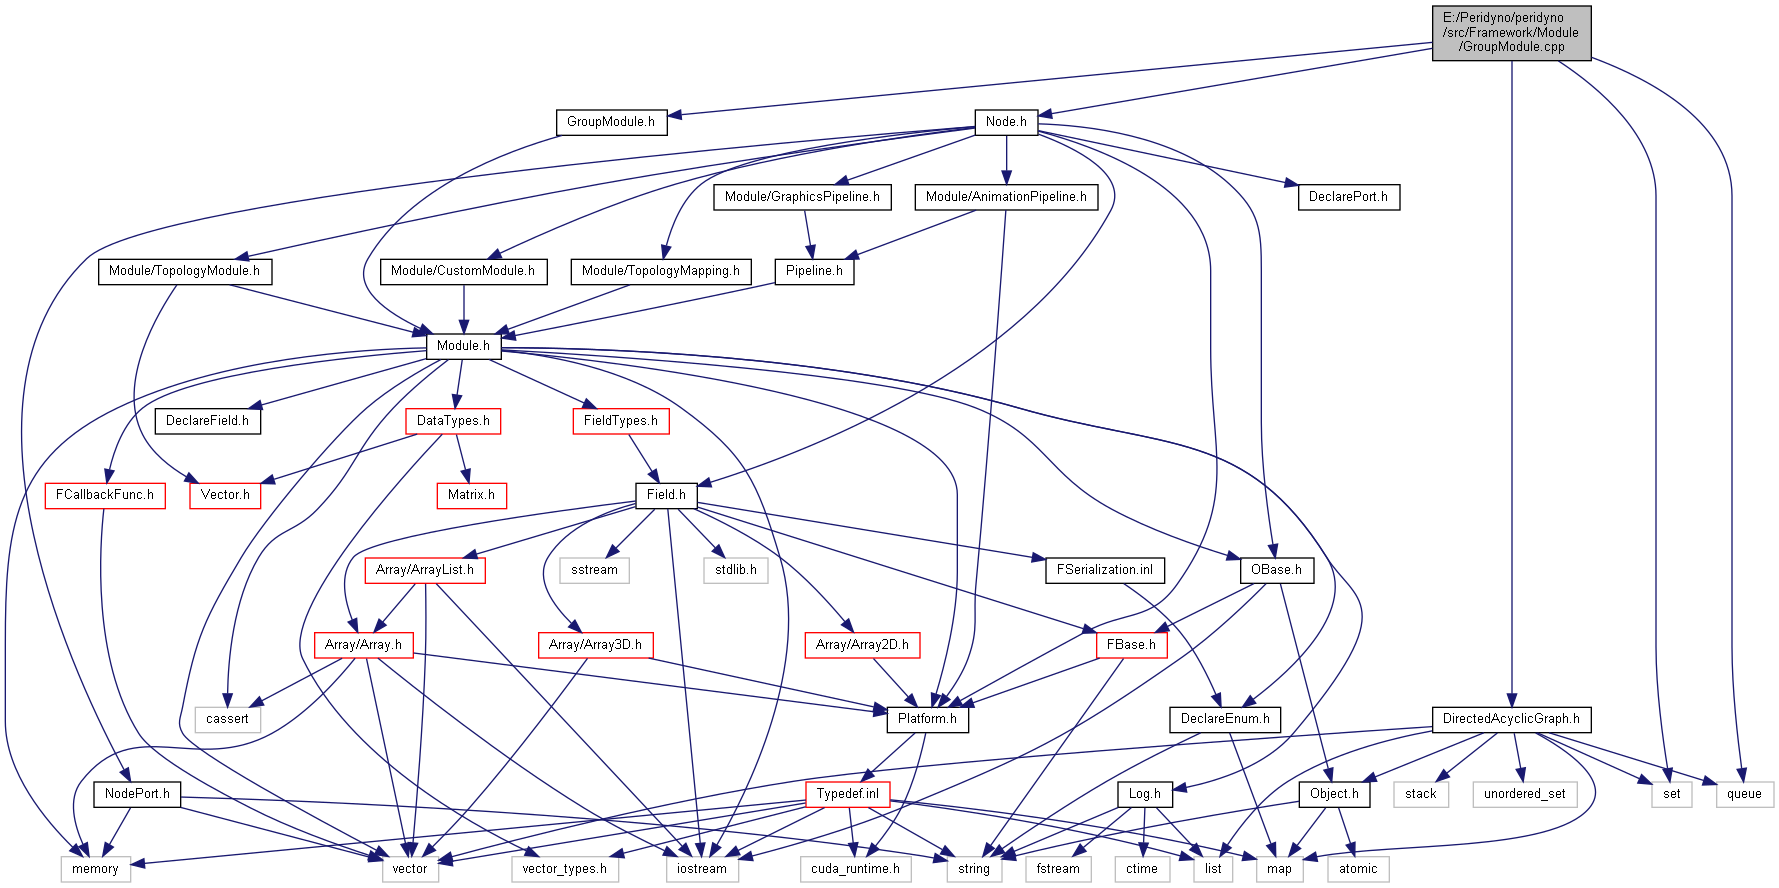 E:/Peridyno/peridyno
/src/Framework/Module
/GroupModule.cpp
GroupModule.h
Node.h
Module/GraphicsPipeline.h
Module/AnimationPipeline.h
DeclarePort.h
Module/TopologyModule.h
Module/CustomModule.h
Module/TopologyMapping.h
Pipeline.h
Module.h
DeclareField.h
DataTypes.h
FieldTypes.h
FCallbackFunc.h
Vector.h
Matrix.h
Field.h
Array/ArrayList.h
sstream
stdlib.h
FSerialization.inl
OBase.h
Array/Array.h
Array/Array3D.h
Array/Array2D.h
FBase.h
cassert
Platform.h
DeclareEnum.h
DirectedAcyclicGraph.h
NodePort.h
Typedef.inl
Log.h
Object.h
stack
unordered_set
set
queue
memory
vector
vector_types.h
iostream
cuda_runtime.h
string
fstream
ctime
list
map
atomic